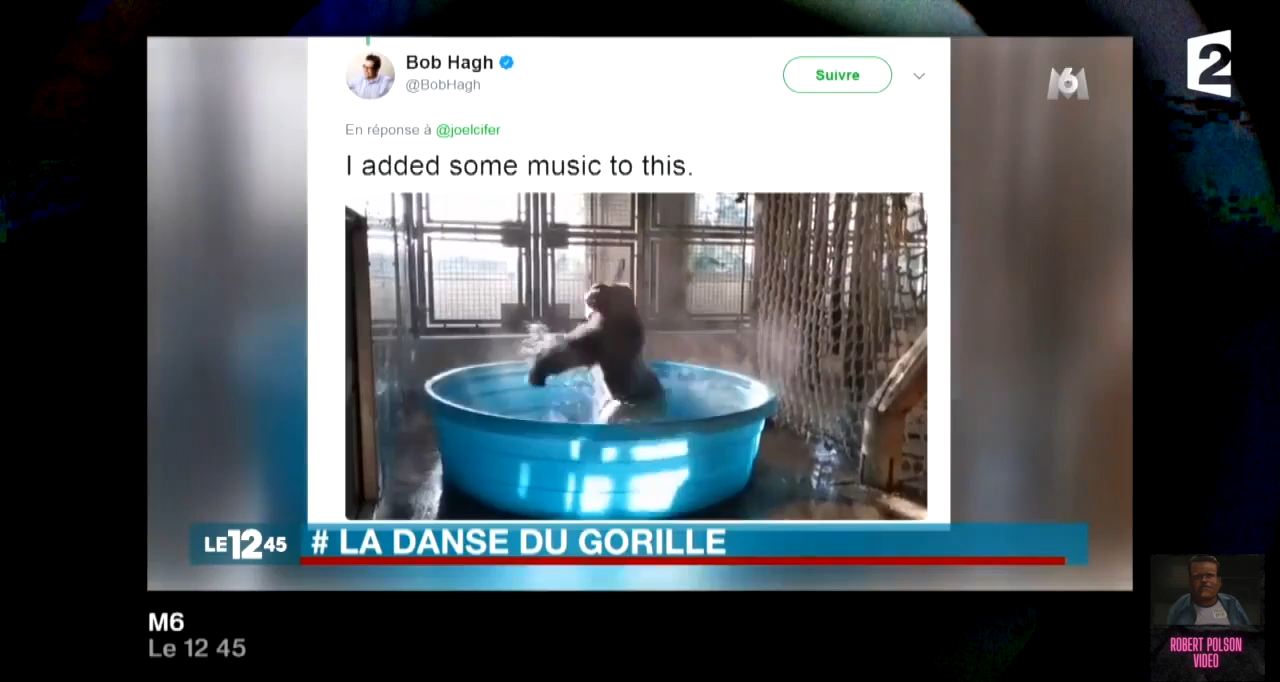 Bob Hagh
@BobHagh
Suivre
M6
2
En réponse à @joelcifer
I added some music to this.
LE 12 45
# LA DANSE DU GORILLE
M6
Le 12 45
ROBERT POLSON
VIDEO